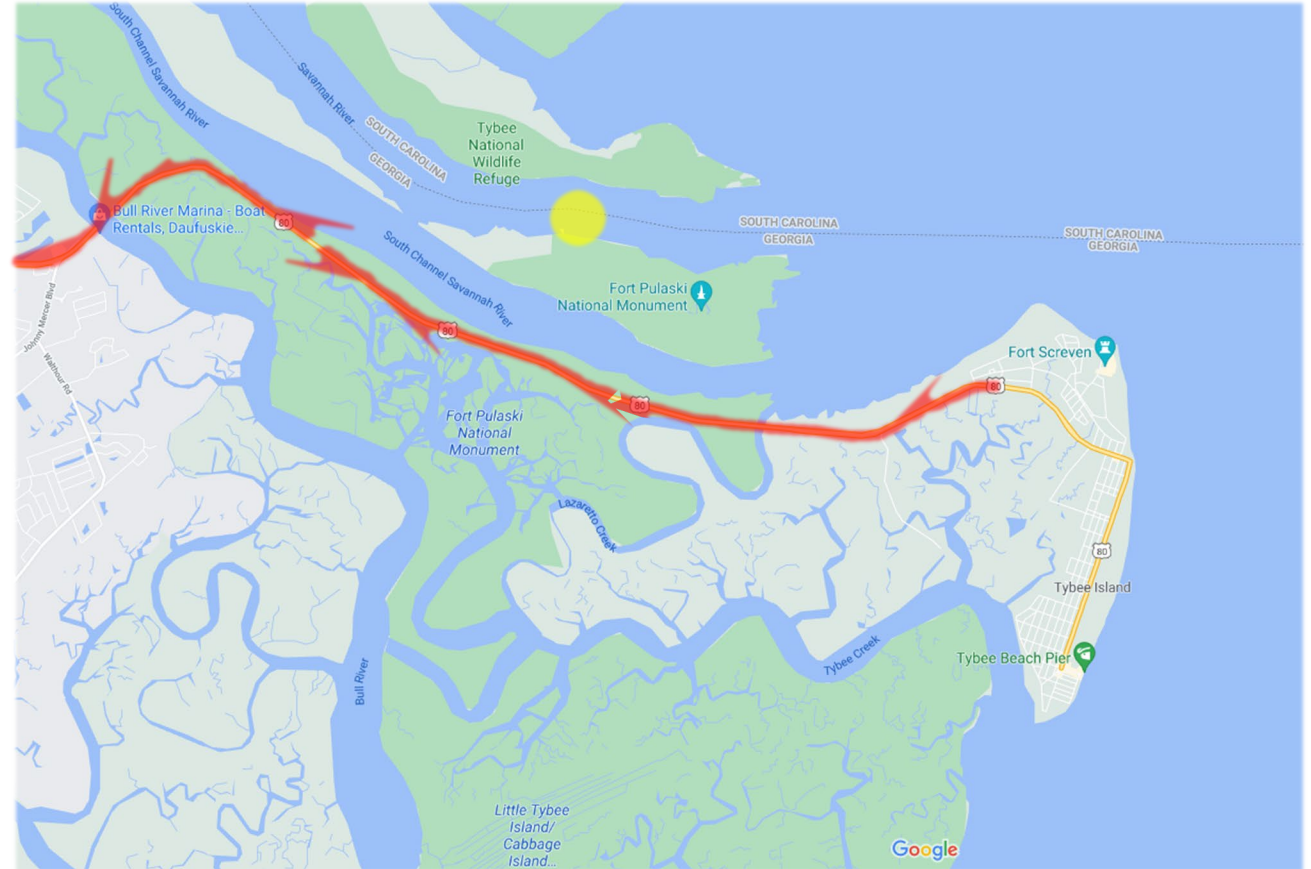 South Channel Savannah River
Savannah River
SOUTH CAROLINA
GEORGIA
Tybee
National
Wildlife
Refuge
Bull River Marina - Boat
Rentals, Daufuskie...
80
South Channel Savannah River
SOUTH CAROLINA
GEORGIA
SOUTH CAROLINA
GEORGIA
Fort Pulaski
National Monument
Johnny Mercer Blvd
Walthour Rd
80
Fort Screven
80
80
Fort Pulaski
National
Monument
Lazaretto Creek
80
Tybee Island
Tybee Creek
Tybee Beach Pier
Bull River
Little Tybee
Island/
Cabbage
Island...
Google